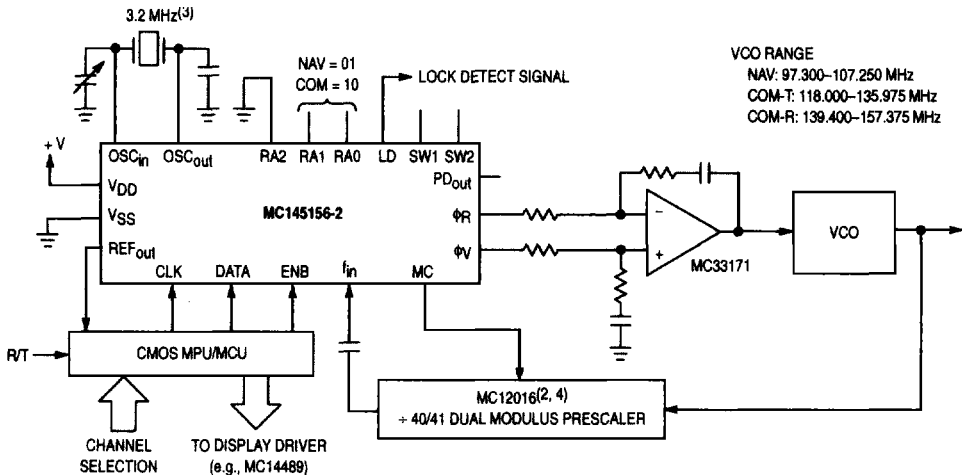 3.2 MHz(3)
NAV = 01
COM = 10
LOCK DETECT SIGNAL
VCO RANGE
NAV: 97.300–107.250 MHz
COM-T: 118.000–135.975 MHz
COM-R: 139.400–157.375 MHz
+ V
OSCin
OSCout
RA2
RA1
RA0
LD
SW1
SW2
VDD
PDout
MC145156-2
VSS
ϕR
REFout
ϕV
CLK
DATA
ENB
fin
MC
–
+
MC33171
VCO
R/T
CMOS MPU/MCU
MC12016(2, 4)
÷ 40/41 DUAL MODULUS PRESCALER
CHANNEL
SELECTION
TO DISPLAY DRIVER
(e.g., MC14489)